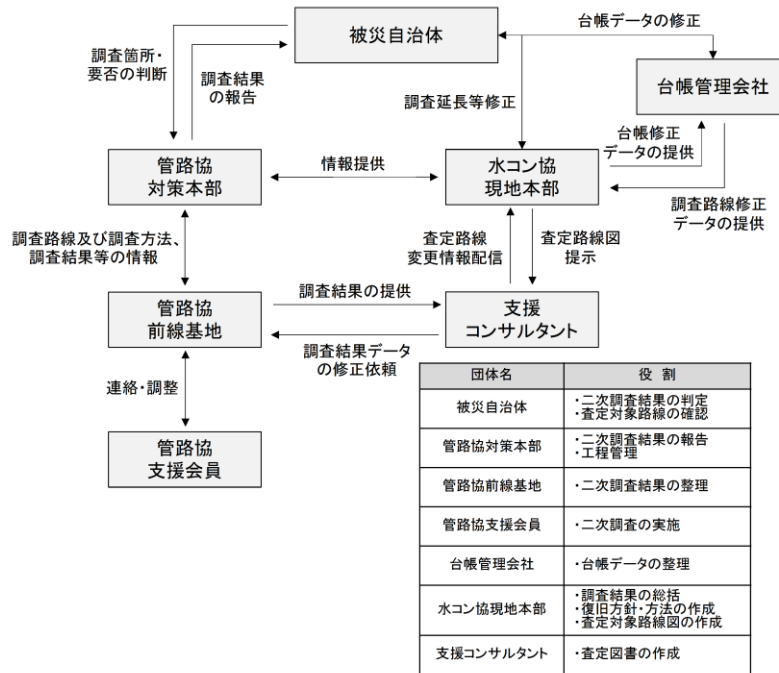 被災自治体
台帳データの修正
調査箇所・
要否の判断
調査結果
の報告
調査延長等修正
台帳管理会社
台帳修正
データの提供
管路協
対策本部
情報提供
水コン協
現地本部
調査路線修正
データの提供
調査路線及び調査方法、
調査結果等の情報
査定路線
変更情報配信
査定路線図
提示
管路協
前線基地
調査結果の提供
支援
コンサルタント
調査結果データ
の修正依頼
連絡・調整
管路協
支援会員
団体名 役 割
被災自治体 ・二次調査結果の判定
・査定対象路線の確認
管路協対策本部 ・二次調査結果の報告
・工程管理
管路協前線基地 ・二次調査結果の整理
管路協支援会員 ・二次調査の実施
台帳管理会社 ・台帳データの整理
水コン協現地本部 ・調査結果の総括
・復旧方針・方法の作成
・査定対象路線図の作成
支援コンサルタント ・査定図書の作成